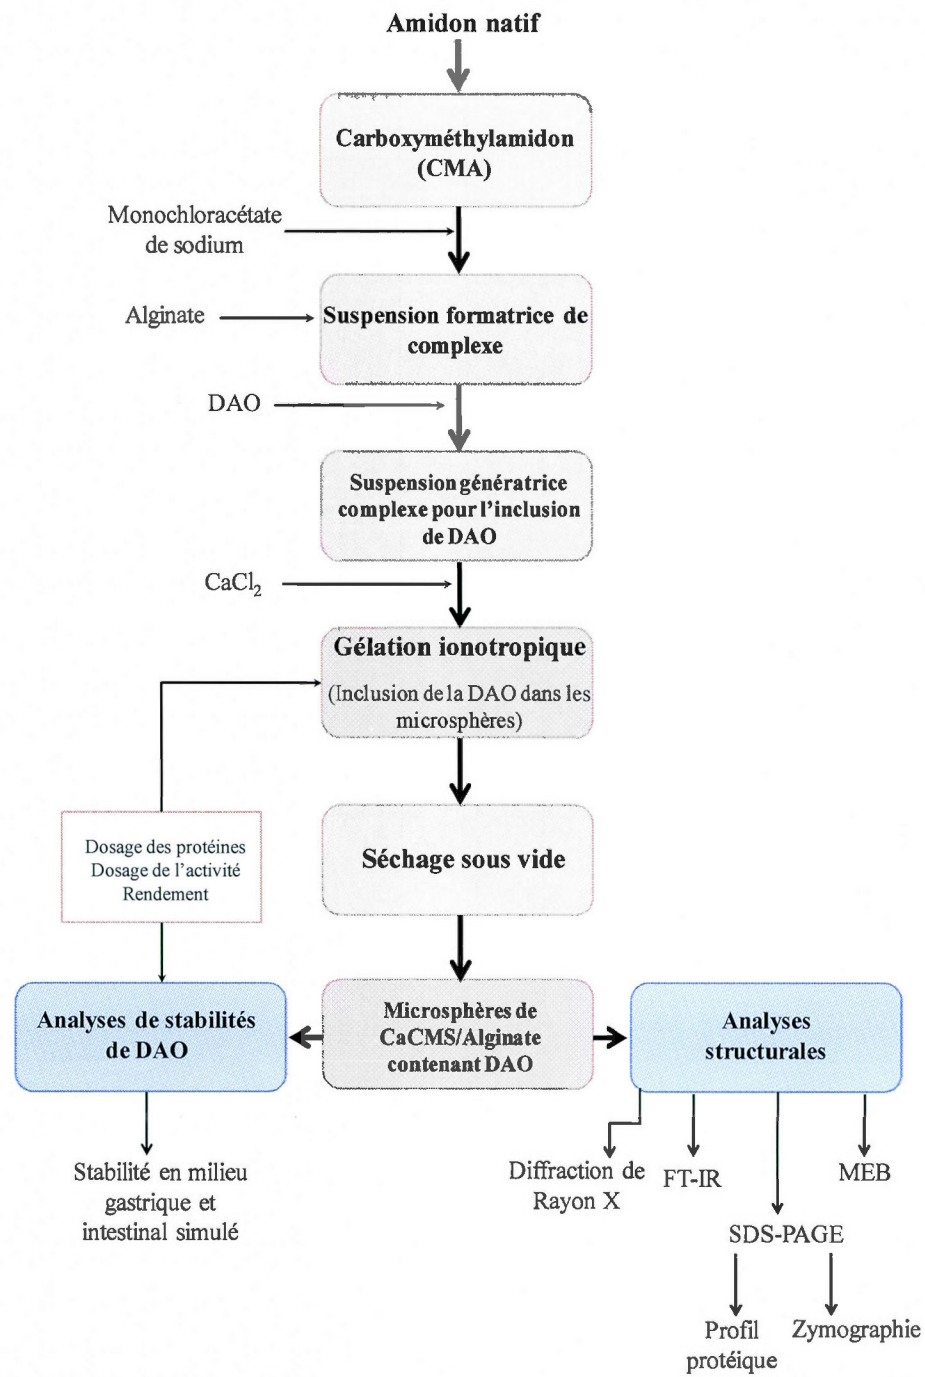 Amidon natif
Carboxyméthylamidon
(CMA)
Monochloracétate
de sodium
Alginate
Suspension formatrice de
complexe
DAO
Suspension génératrice
complexe pour l'inclusion
de DAO
CaCl₂
Gélation ionotropique
(Inclusion de la DAO dans les
microsphères)
Dosage des protéines
Dosage de l'activité
Rendement
Séchage sous vide
Analyses de stabilités
de DAO
Microsphères de
CaCMS/Alginate
contenant DAO
Analyses
structurales
Stabilité en milieu
gastrique et
intestinal simulé
Diffraction de
Rayon X
FT-IR
MEB
SDS-PAGE
Profil
protéique
Zymographie